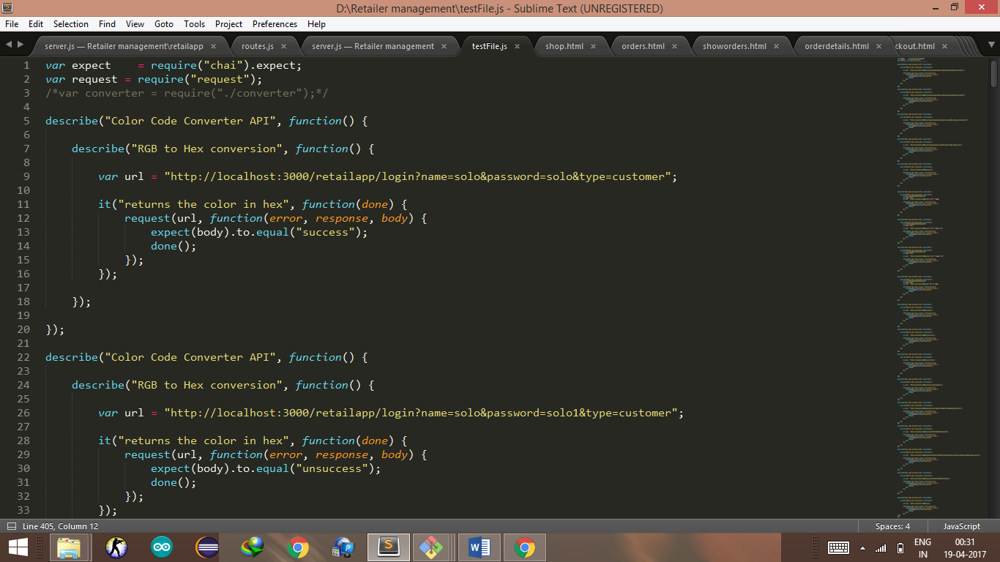 D:\Retailer management\testFile.js - Sublime Text (UNREGISTERED)
File Edit Selection Find View Goto Tools Project Preferences Help
server.js — Retailer management\retailapp × routes.js × server.js — Retailer management × testFile.js × shop.html × orders.html × showorders.html × orderdetails.html × ckout.html ×
1 var expect    = require("chai").expect;
2 var request = require("request");
3 /*var converter = require("./converter");*/
4
5 describe("Color Code Converter API", function() {
6
7     describe("RGB to Hex conversion", function() {
8
9         var url = "http://localhost:3000/retailapp/login?name=solo&password=solo&type=customer";
10
11         it("returns the color in hex", function(done) {
12             request(url, function(error, response, body) {
13                 expect(body).to.equal("success");
14                 done();
15             });
16         });
17
18     });
19
20 });
21
22 describe("Color Code Converter API", function() {
23
24     describe("RGB to Hex conversion", function() {
25
26         var url = "http://localhost:3000/retailapp/login?name=solo&password=solo1&type=customer";
27
28         it("returns the color in hex", function(done) {
29             request(url, function(error, response, body) {
30                 expect(body).to.equal("unsuccess");
31                 done();
32             });
33         });
Line 405, Column 12 Spaces: 4 JavaScript
ENG 00:31
IN 19-04-2017